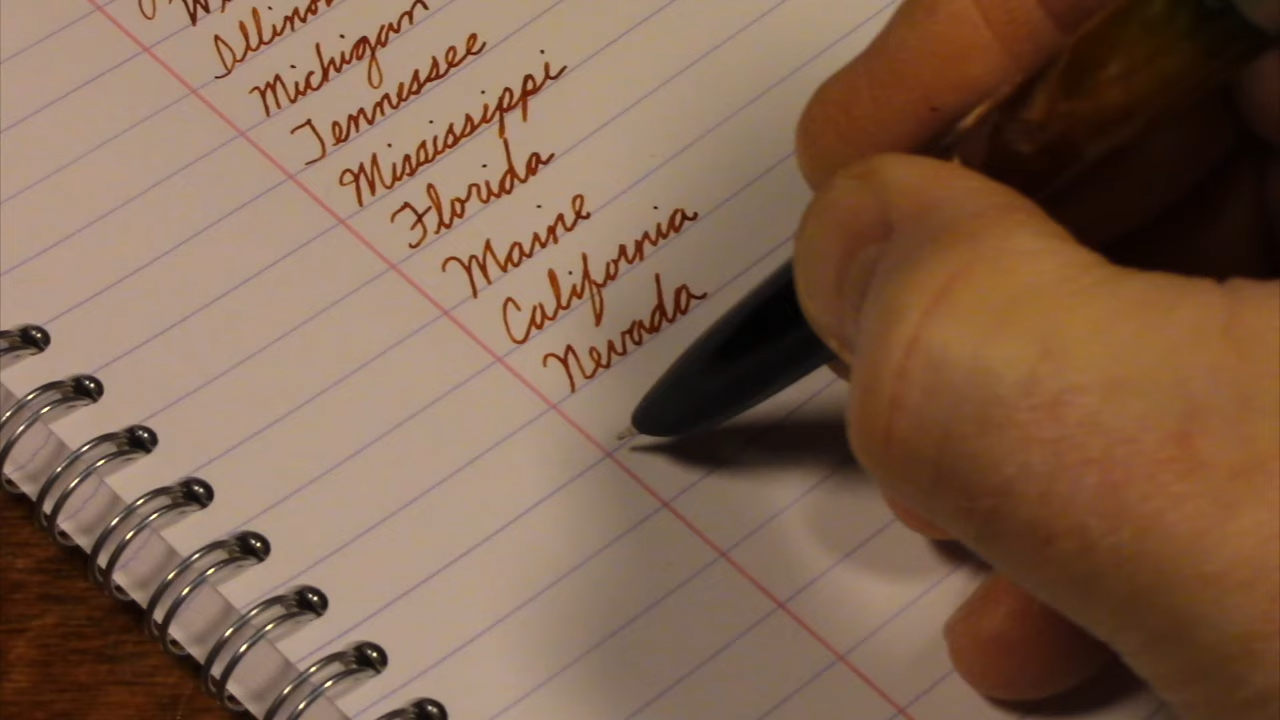 Illinois
Michigan
Tennessee
Mississippi
Florida
Maine
California
Nevada